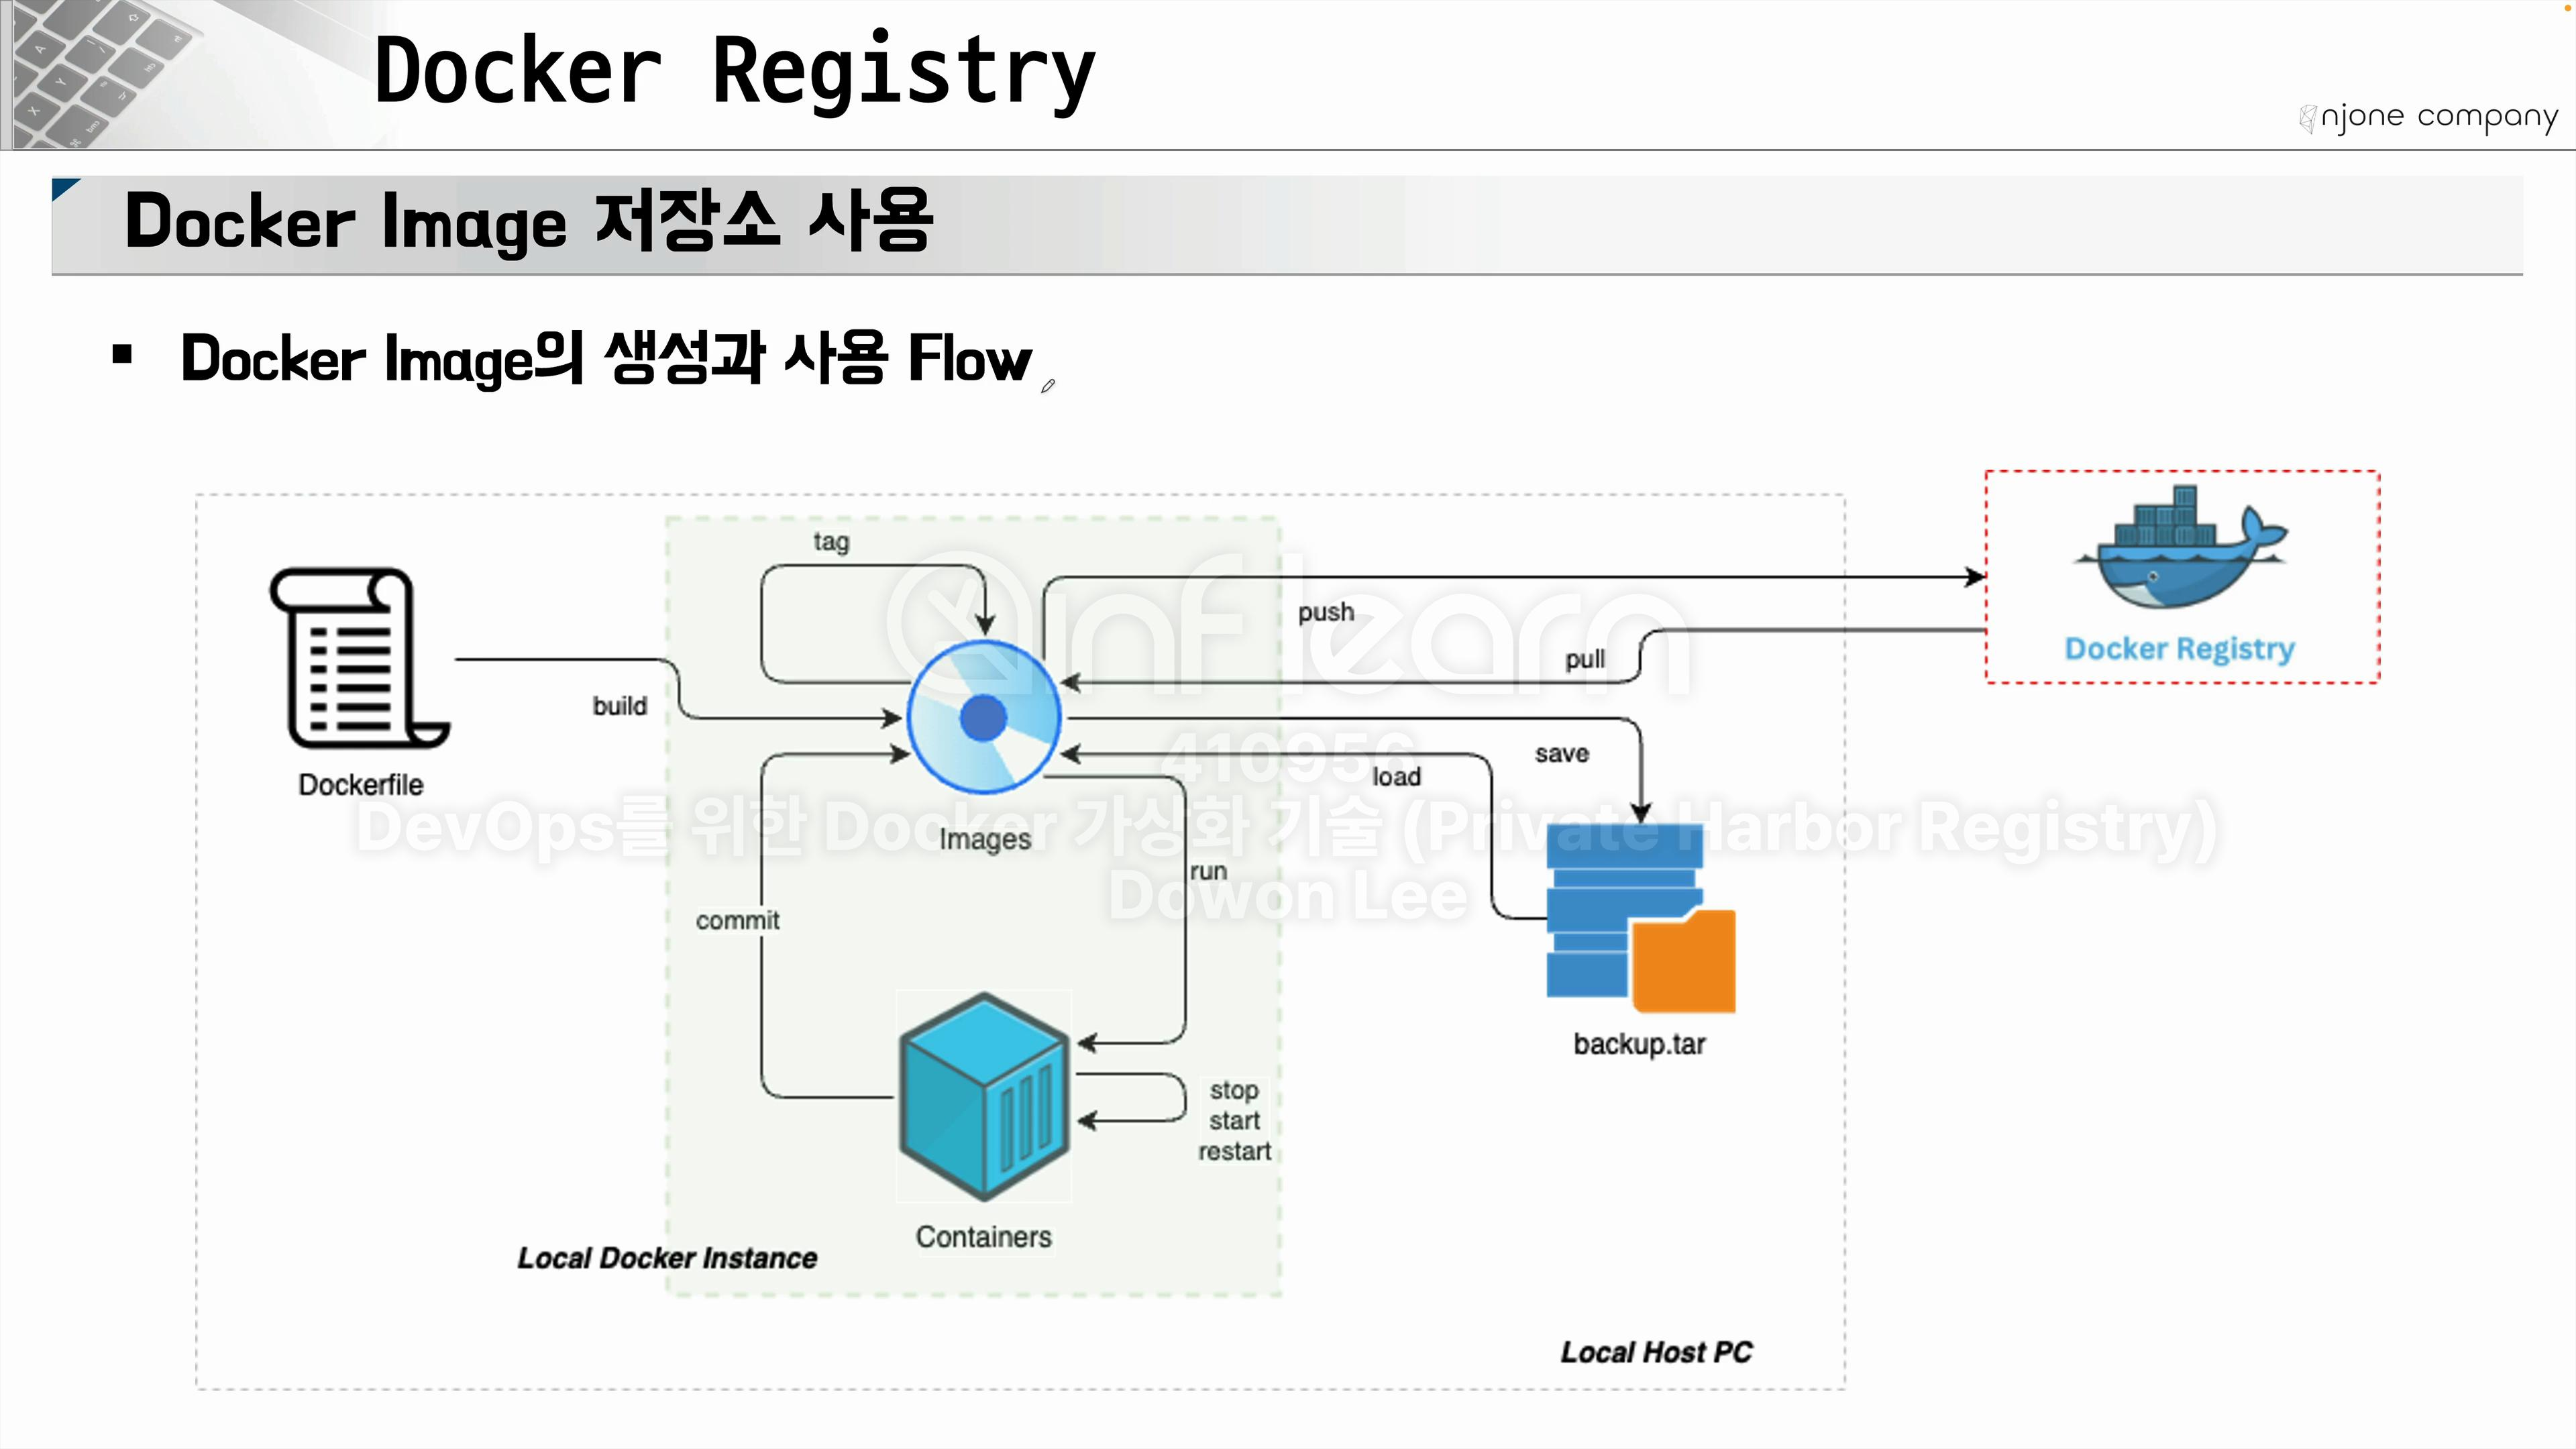 Docker Registry
njone company
Docker Image 저장소 사용
▪ Docker Image의 생성과 사용 Flow
tag
push
pull
Docker Registry
build
save
load
Dockerfile
Images
run
commit
backup.tar
stop
start
restart
Containers
Local Docker Instance
Local Host PC
inflearn
410956
DevOps를 위한 Docker 가상화 기술 (Private Harbor Registry)
Dowon Lee